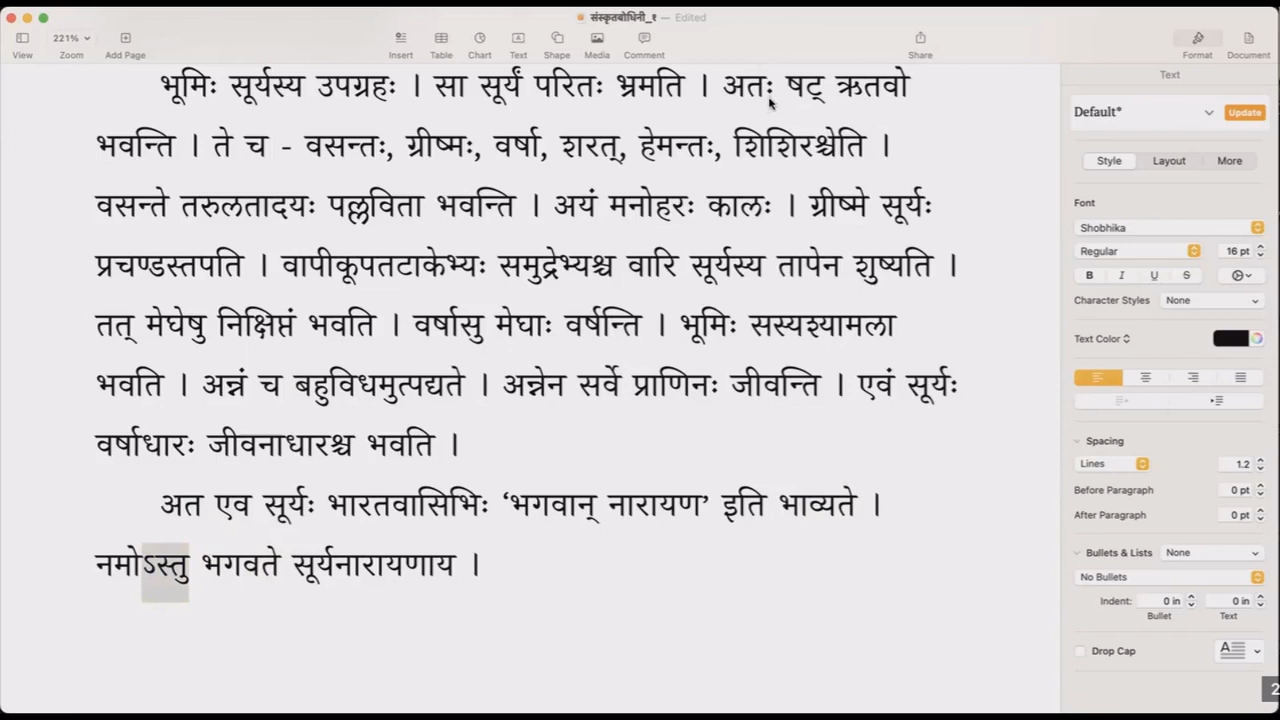 संस्कृतबोधिनी_१ — Edited
View
221%
Zoom
Add Page
Insert
Table
Chart
Text
Shape
Media
Comment
Share
Format
Document
भूमिः सूर्यस्य उपग्रहः । सा सूर्यं परितः भ्रमति । अतः षट् ऋतवो
भवन्ति । ते च - वसन्तः, ग्रीष्मः, वर्षा, शरत्, हेमन्तः, शिशिरश्चेति ।
वसन्ते तरुलतादयः पल्लविता भवन्ति । अयं मनोहरः कालः । ग्रीष्मे सूर्यः
प्रचण्डस्तपति । वापीकूपतटाकेभ्यः समुद्रेभ्यश्च वारि सूर्यस्य तापेन शुष्यति ।
तत् मेघेषु निक्षिप्तं भवति । वर्षासु मेघाः वर्षन्ति । भूमिः सस्यश्यामला
भवति । अन्नं च बहुविधमुत्पद्यते । अन्नेन सर्वे प्राणिनः जीवन्ति । एवं सूर्यः
वर्षाधारः जीवनाधारश्च भवति ।
अत एव सूर्यः भारतवासिभिः ‘भगवान् नारायण’ इति भाव्यते ।
नमोऽस्तु भगवते सूर्यनारायणाय ।
Text
Default*
Update
Style Layout More
Font
Shobhika
Regular 16 pt
B I U S
Character Styles None
Text Color
Spacing
Lines 1.2
Before Paragraph 0 pt
After Paragraph 0 pt
Bullets & Lists None
No Bullets
Indent: 0 in 0 in
Bullet Text
Drop Cap
2